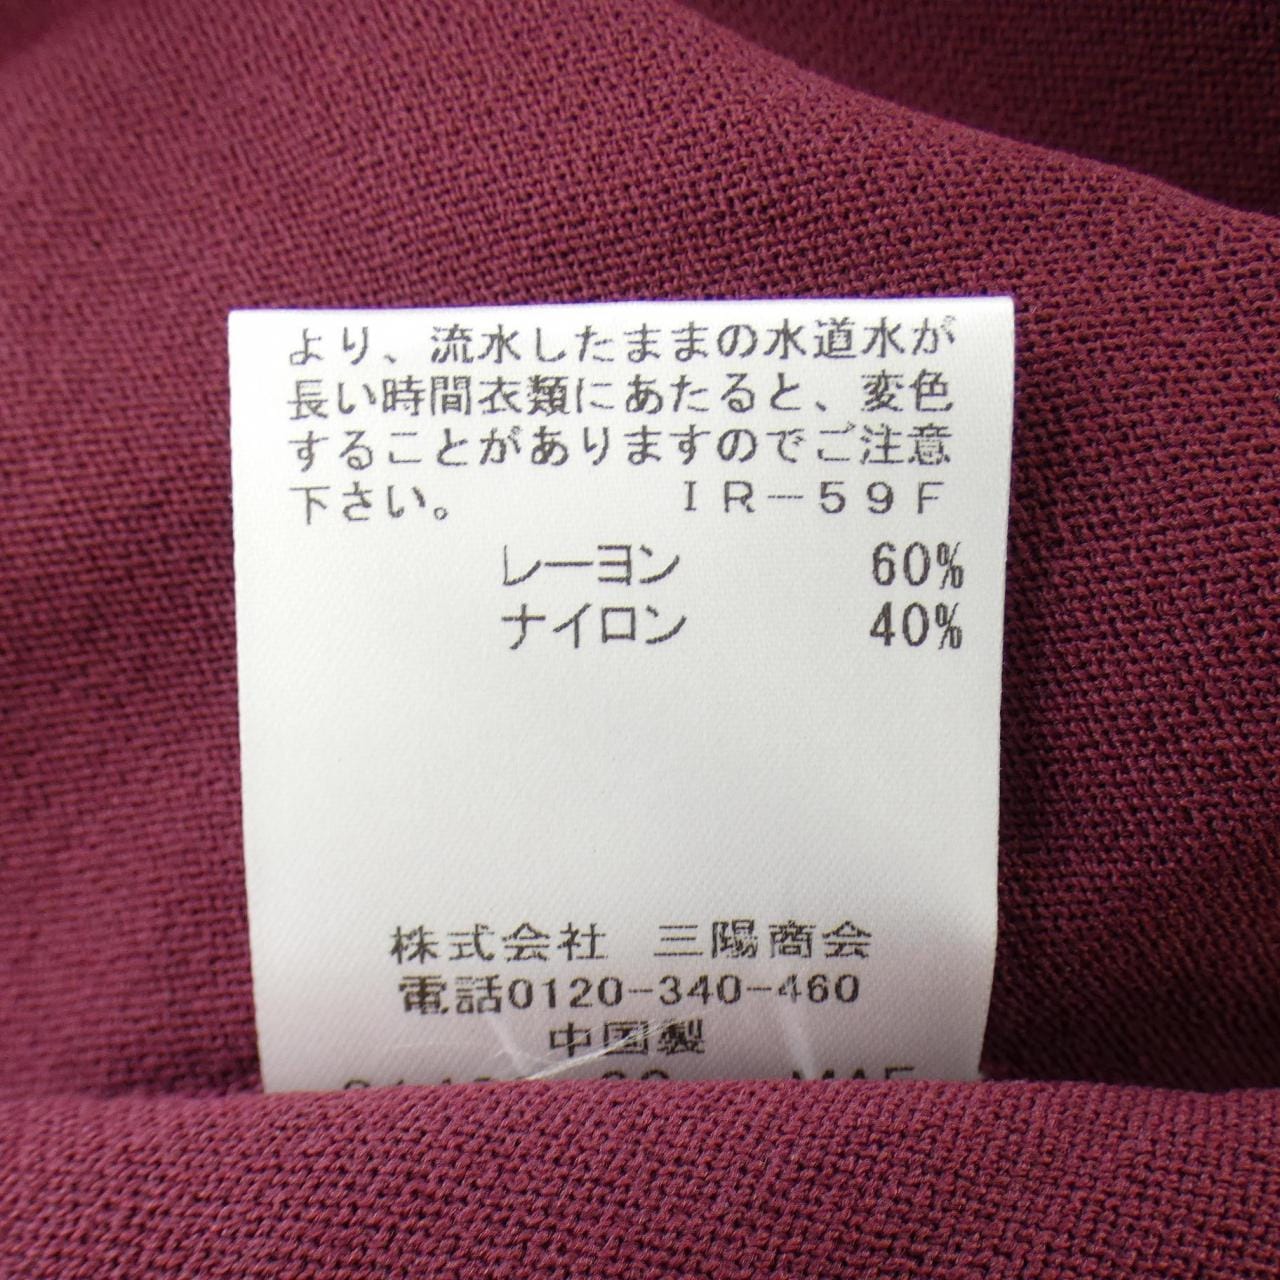 より、流水したままの水道水が
長い時間衣類にあたると、変色
することがありますのでご注意
下さい。 IR-59F
レーヨン 60%
ナイロン 40%
株式会社 三陽商会
電話0120-340-460
中国製